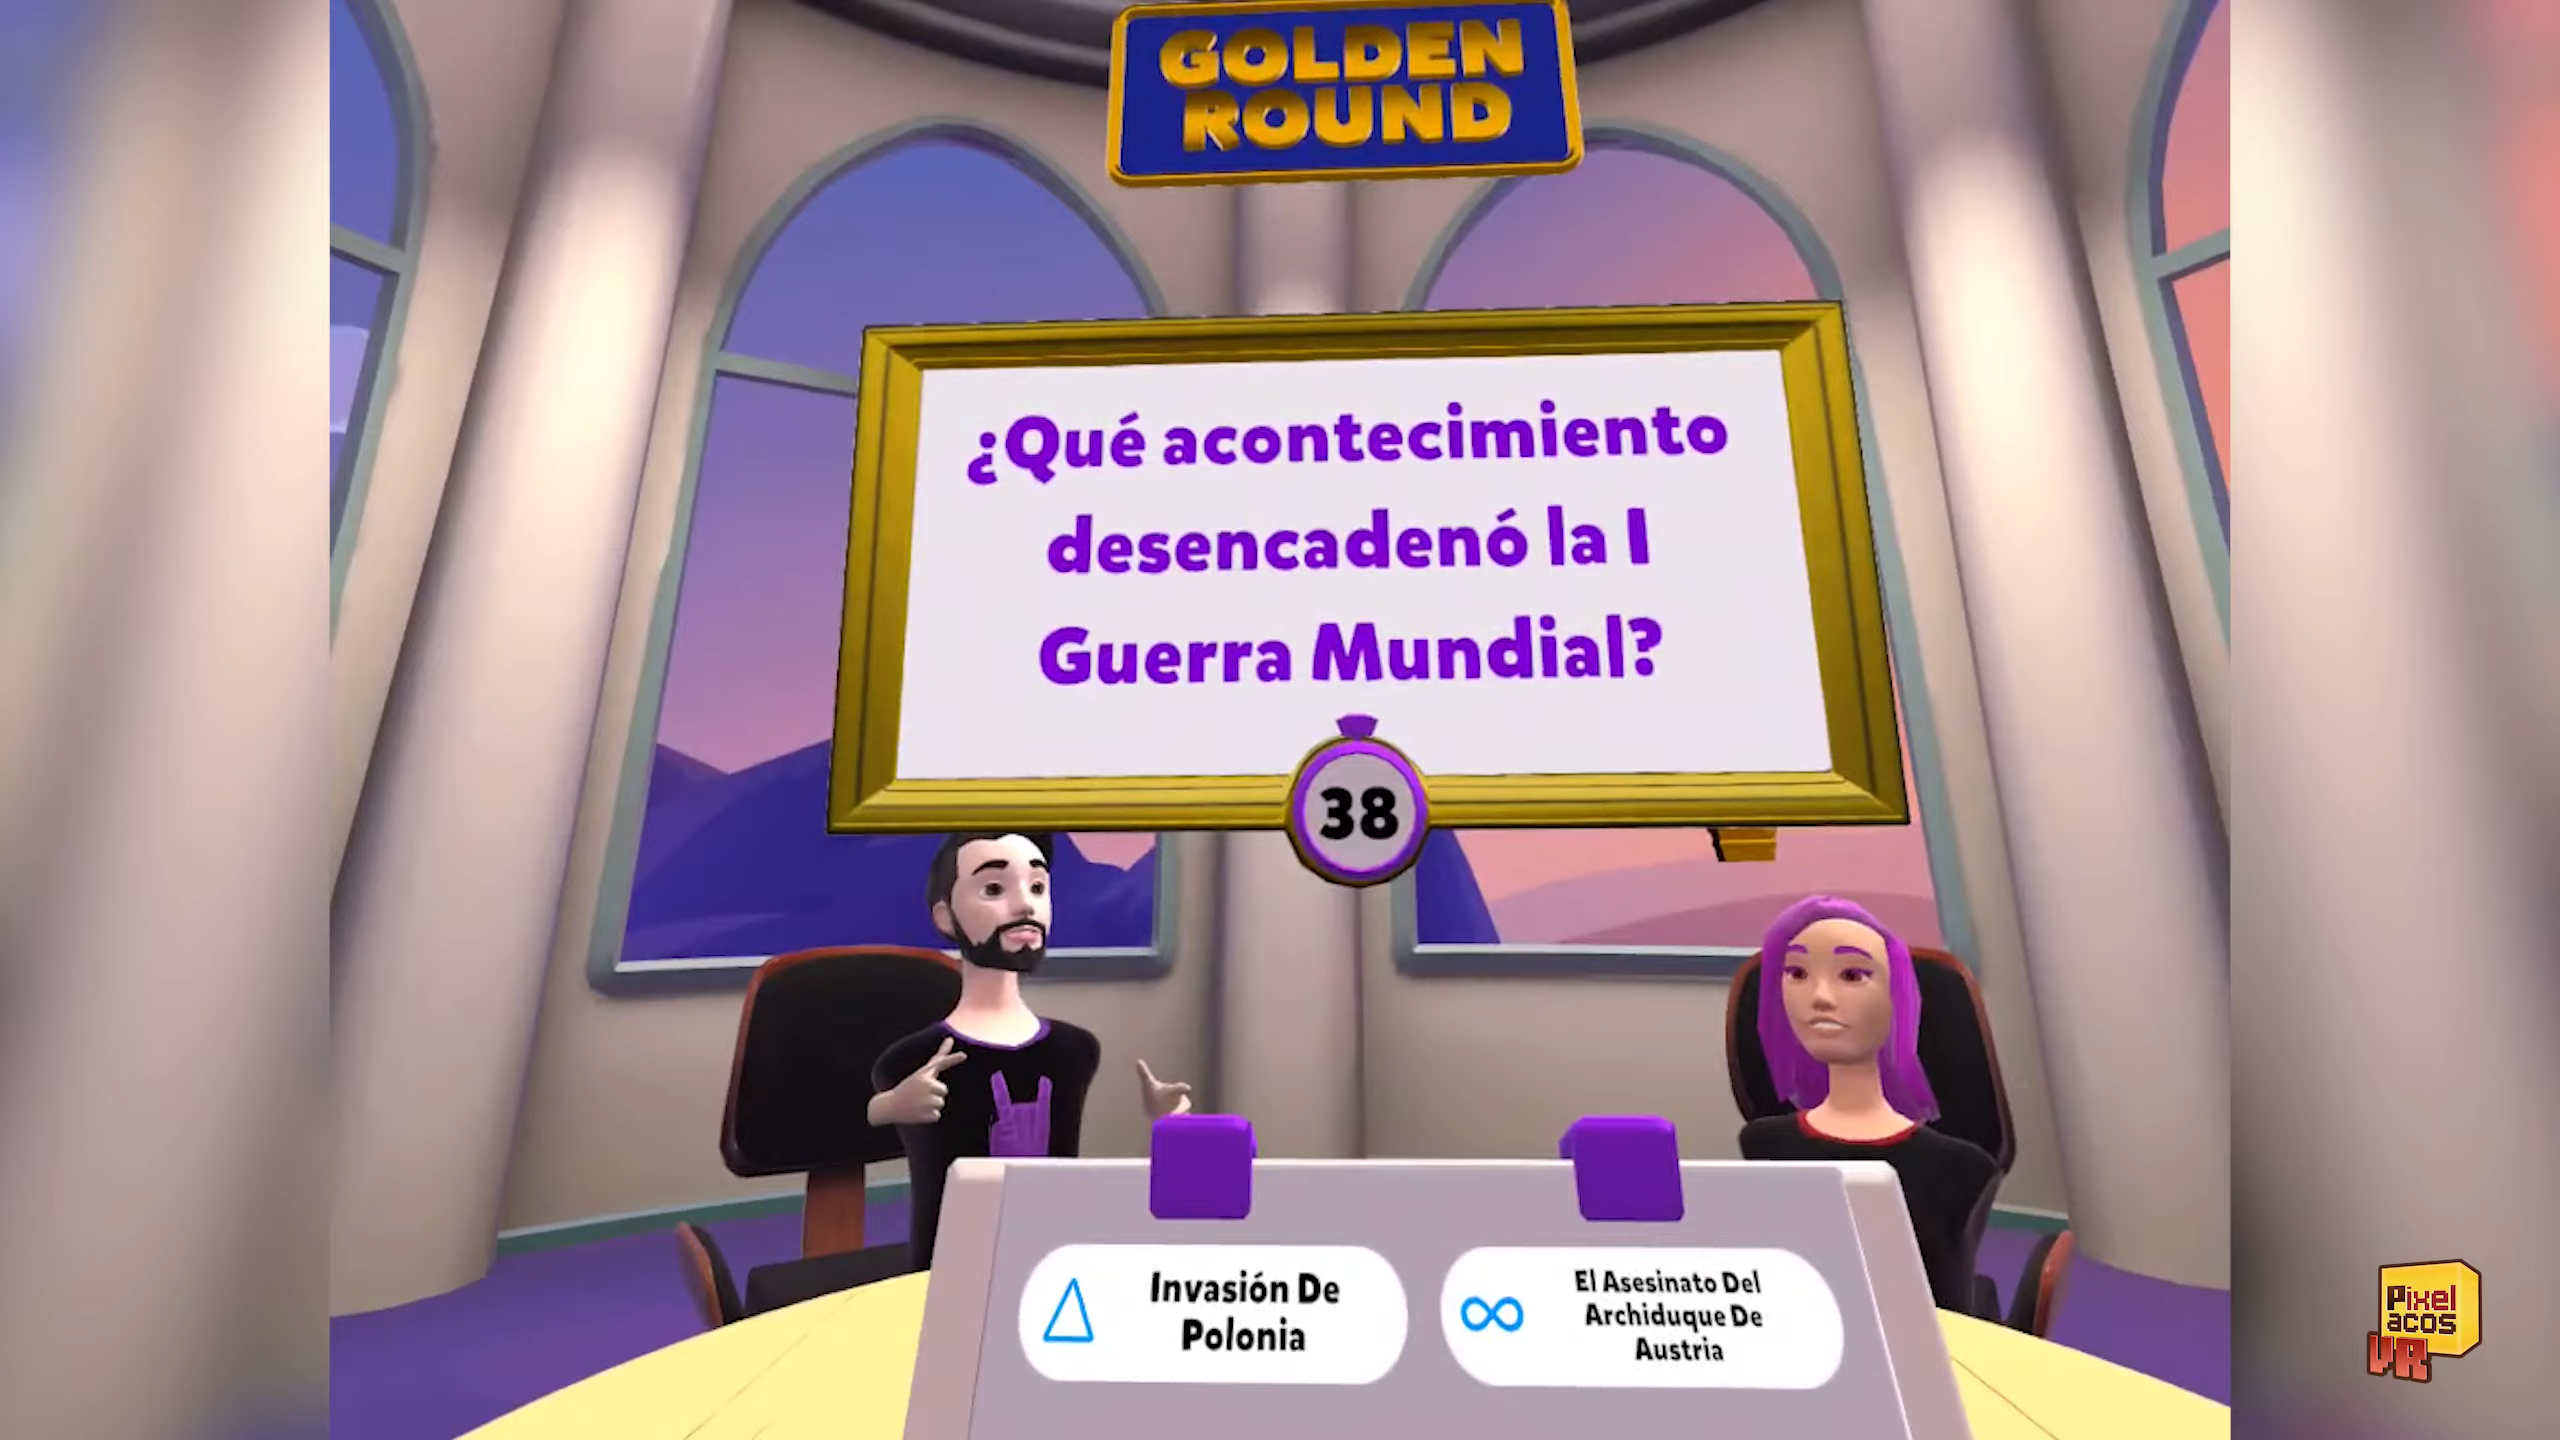 GOLDEN
ROUND
¿Qué acontecimiento
desencadenó la I
Guerra Mundial?
38
Invasión De
Polonia
El Asesinato Del
Archiduque De
Austria
Pixel
acos
VR